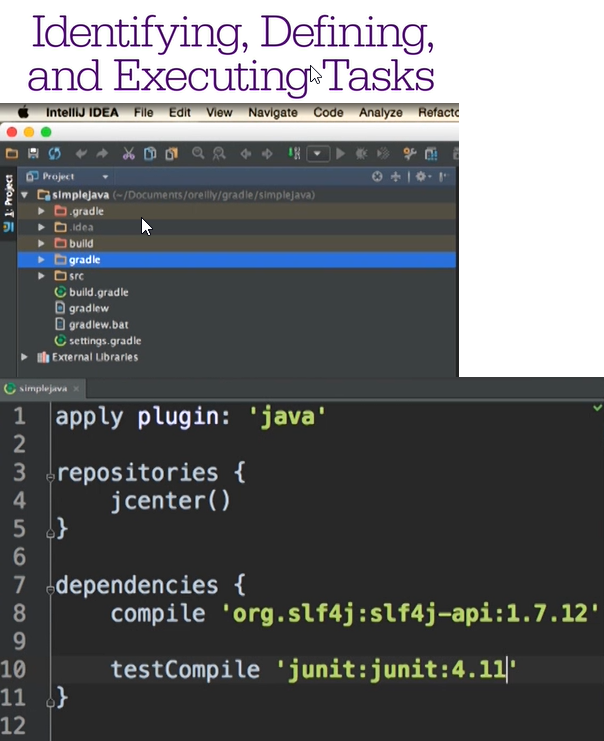 Identifying, Defining,
and Executing Tasks
IntelliJ IDEA File Edit View Navigate Code Analyze Refacto
1: Project
Project
simplejava (~/Documents/oreilly/gradle/simplejava)
.gradle
.idea
build
gradle
src
build.gradle
gradlew
gradlew.bat
settings.gradle
External Libraries
simplejava ×
1 apply plugin: 'java'
2
3 repositories {
4 jcenter()
5 }
6
7 dependencies {
8 compile 'org.slf4j:slf4j-api:1.7.12'
9
10 testCompile 'junit:junit:4.11'
11 }
12